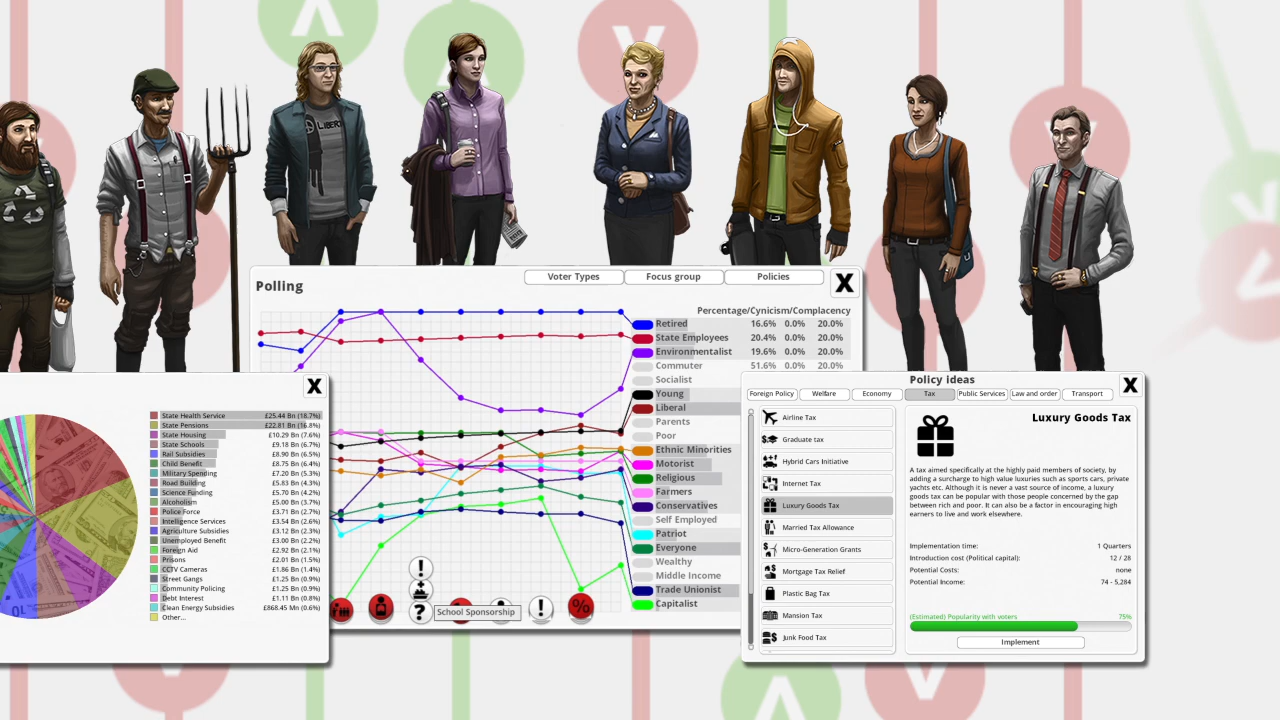 LIBER
Polling
Voter Types
Focus group
Policies
X
Percentage/Cynicism/Complacency
Retired 16.6% 0.0% 20.0%
State Employees 20.4% 0.0% 20.0%
Environmentalist 19.6% 0.0% 20.0%
Commuter 51.6% 0.0% 20.0%
Socialist
Young
Liberal
Parents
Poor
Ethnic Minorities
Motorist
Religious
Farmers
Conservatives
Self Employed
Patriot
Everyone
Wealthy
Middle Income
Trade Unionist
Capitalist
!
?
School Sponsorship
!
%
X
State Health Service £25.44 Bn (18.7%)
State Pensions £22.81 Bn (16.8%)
State Housing £10.29 Bn (7.6%)
State Schools £9.18 Bn (6.7%)
Rail Subsidies £8.90 Bn (6.5%)
Child Benefit £8.75 Bn (6.4%)
Military Spending £7.20 Bn (5.3%)
Road Building £5.83 Bn (4.3%)
Science Funding £5.70 Bn (4.2%)
Alcoholism £5.00 Bn (3.7%)
Police Force £3.71 Bn (2.7%)
Intelligence Services £3.54 Bn (2.6%)
Agriculture Subsidies £3.12 Bn (2.3%)
Unemployed Benefit £3.00 Bn (2.2%)
Foreign Aid £2.92 Bn (2.1%)
Prisons £2.01 Bn (1.5%)
CCTV Cameras £1.86 Bn (1.4%)
Street Gangs £1.25 Bn (0.9%)
Community Policing £1.25 Bn (0.9%)
Debt Interest £1.11 Bn (0.8%)
Clean Energy Subsidies £868.45 Mn (0.6%)
Other...
Policy ideas
X
Foreign Policy
Welfare
Economy
Tax
Public Services
Law and order
Transport
Airline Tax
Graduate tax
Hybrid Cars Initiative
Internet Tax
Luxury Goods Tax
Married Tax Allowance
Micro-Generation Grants
Mortgage Tax Relief
Plastic Bag Tax
Mansion Tax
Junk Food Tax
Luxury Goods Tax
A tax aimed specifically at the highly paid members of society, by
adding a surcharge to high value luxuries such as sports cars, private
yachts etc. Although it is never a vast source of income, a luxury
goods tax can be popular with those people concerned by the gap
between rich and poor. It can also be a factor in encouraging high
earners to live and work elsewhere.
Implementation time: 1 Quarters
Introduction cost (Political capital): 12 / 28
Potential Costs: none
Potential Income: 74 - 5,284
(Estimated) Popularity with voters 75%
Implement